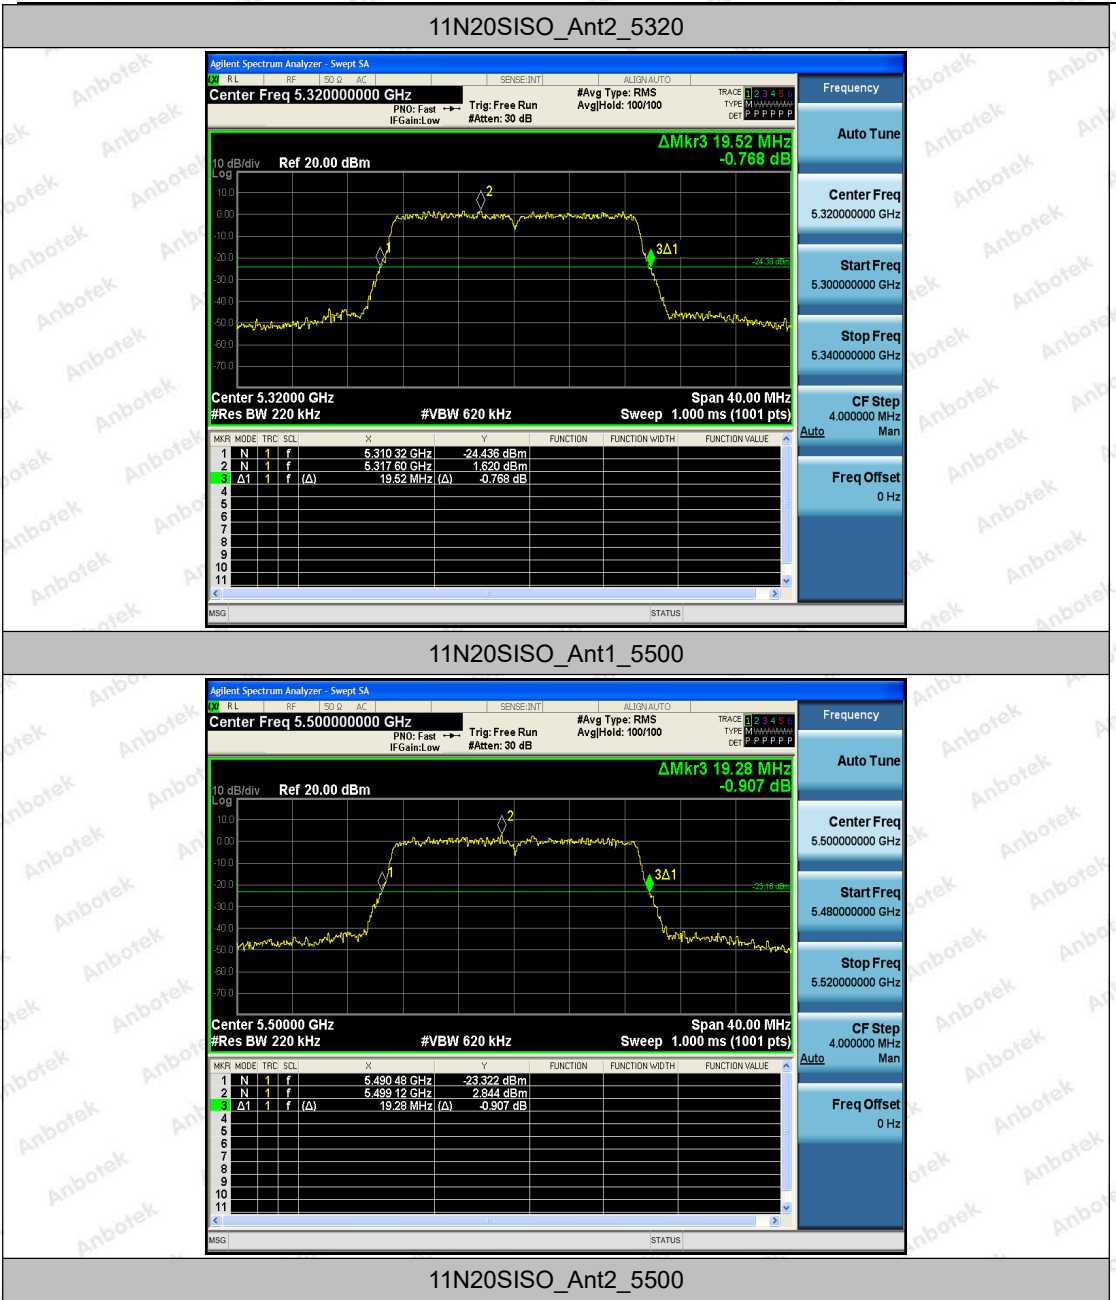 11N20SISO_Ant2_5320
Agilent Spectrum Analyzer - Swept SA
LXI RL RF 50 Ω AC SENSE:INT ALIGNAUTO
Center Freq 5.320000000 GHz
PNO: Fast
IFGain:Low
Trig: Free Run
#Atten: 30 dB
#Avg Type: RMS
Avg|Hold: 100/100
TRACE 1 2 3 4 5 6
TYPE M W W W W W
DET P P P P P P
ΔMkr3 19.52 MHz
-0.768 dB
10 dB/div Ref 20.00 dBm
Log
10.0
0.00
-10.0
-20.0
-30.0
-40.0
-50.0
-60.0
-70.0
1
2
3Δ1
-24.38 dBm
Center 5.32000 GHz Span 40.00 MHz
#Res BW 220 kHz #VBW 620 kHz Sweep 1.000 ms (1001 pts)
MKR MODE TRC SCL X Y FUNCTION FUNCTION WIDTH FUNCTION VALUE
1 N 1 f 5.310 32 GHz -24.436 dBm
2 N 1 f 5.317 60 GHz 1.620 dBm
3 Δ1 1 f (Δ) 19.52 MHz (Δ) -0.768 dB
4
5
6
7
8
9
10
11
MSG STATUS
Frequency
Auto Tune
Center Freq
5.320000000 GHz
Start Freq
5.300000000 GHz
Stop Freq
5.340000000 GHz
CF Step
4.000000 MHz
Auto Man
Freq Offset
0 Hz
11N20SISO_Ant1_5500
Agilent Spectrum Analyzer - Swept SA
LXI RL RF 50 Ω AC SENSE:INT ALIGNAUTO
Center Freq 5.500000000 GHz
PNO: Fast
IFGain:Low
Trig: Free Run
#Atten: 30 dB
#Avg Type: RMS
Avg|Hold: 100/100
TRACE 1 2 3 4 5 6
TYPE M W W W W W
DET P P P P P P
ΔMkr3 19.28 MHz
-0.907 dB
10 dB/div Ref 20.00 dBm
Log
10.0
0.00
-10.0
-20.0
-30.0
-40.0
-50.0
-60.0
-70.0
1
2
3Δ1
-23.16 dBm
Center 5.50000 GHz Span 40.00 MHz
#Res BW 220 kHz #VBW 620 kHz Sweep 1.000 ms (1001 pts)
MKR MODE TRC SCL X Y FUNCTION FUNCTION WIDTH FUNCTION VALUE
1 N 1 f 5.490 48 GHz -23.322 dBm
2 N 1 f 5.499 12 GHz 2.844 dBm
3 Δ1 1 f (Δ) 19.28 MHz (Δ) -0.907 dB
4
5
6
7
8
9
10
11
MSG STATUS
Frequency
Auto Tune
Center Freq
5.500000000 GHz
Start Freq
5.480000000 GHz
Stop Freq
5.520000000 GHz
CF Step
4.000000 MHz
Auto Man
Freq Offset
0 Hz
11N20SISO_Ant2_5500
Anbotek